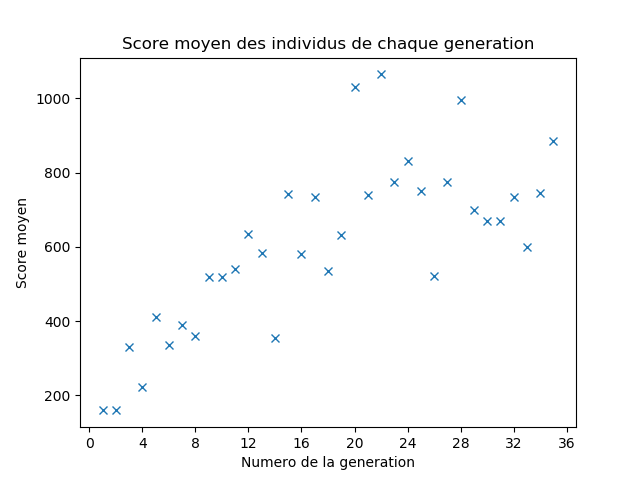 Score moyen des individus de chaque generation
1000
800
600
400
200
Score moyen
0 4 8 12 16 20 24 28 32 36
Numero de la generation